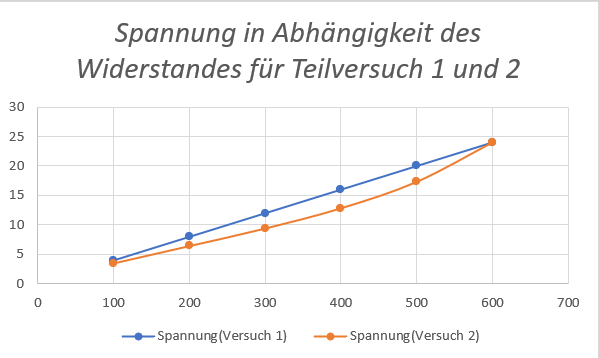 Spannung in Abhängigkeit des
Widerstandes für Teilversuch 1 und 2
30
25
20
15
10
5
0
0 100 200 300 400 500 600 700
Spannung(Versuch 1) Spannung(Versuch 2)